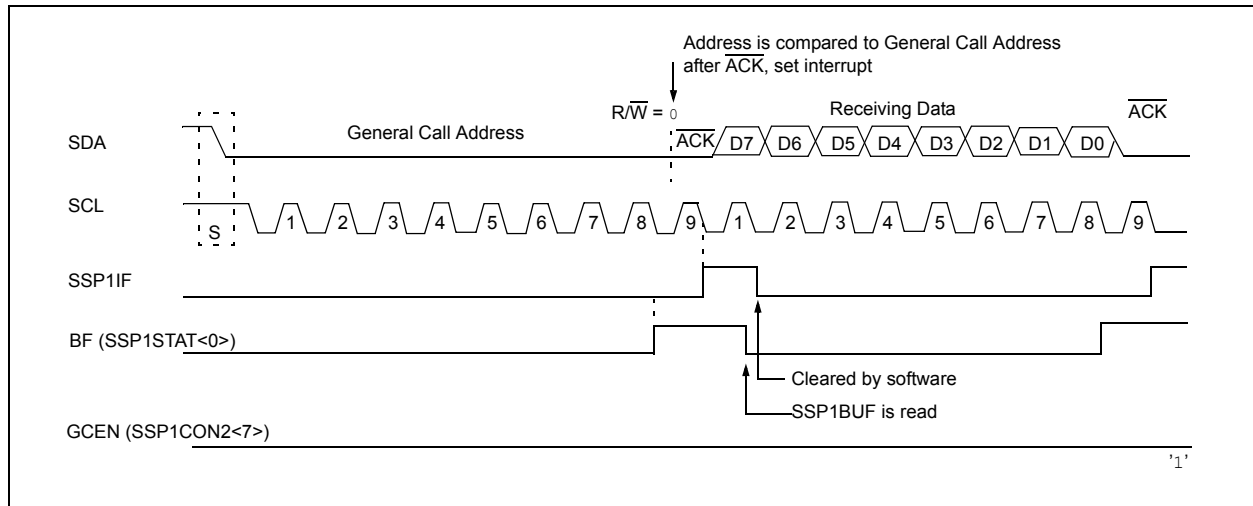 Address is compared to General Call Address
after ACK, set interrupt
R/W = 0
Receiving Data
ACK
General Call Address
SDA
ACK
D7 D6 D5 D4 D3 D2 D1 D0
SCL
S
1 2 3 4 5 6 7 8 9 1 2 3 4 5 6 7 8 9
SSP1IF
BF (SSP1STAT<0>)
Cleared by software
SSP1BUF is read
GCEN (SSP1CON2<7>)
'1'